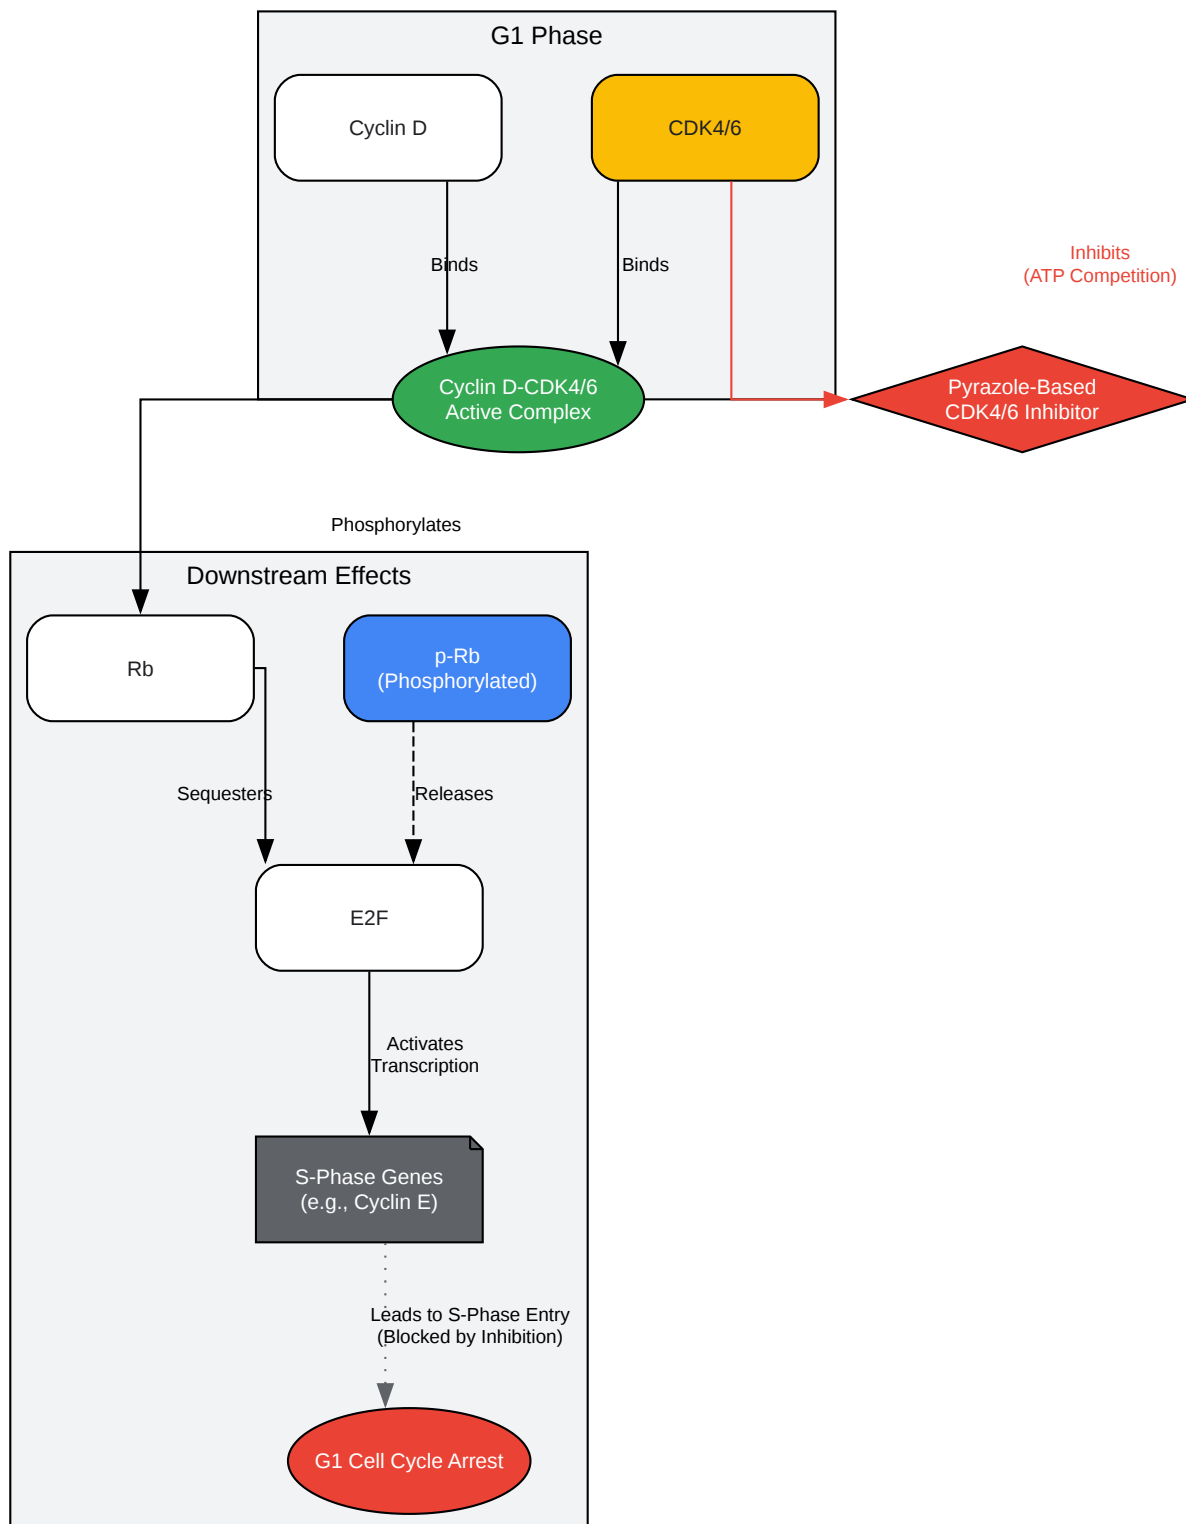 G1 Phase
Cyclin D
CDK4/6
Inhibits
(ATP Competition)
Binds
Binds
Cyclin D-CDK4/6
Active Complex
Pyrazole-Based
CDK4/6 Inhibitor
Phosphorylates
Downstream Effects
Rb
p-Rb
(Phosphorylated)
Sequesters
Releases
E2F
Activates
Transcription
S-Phase Genes
(e.g., Cyclin E)
Leads to S-Phase Entry
(Blocked by Inhibition)
G1 Cell Cycle Arrest